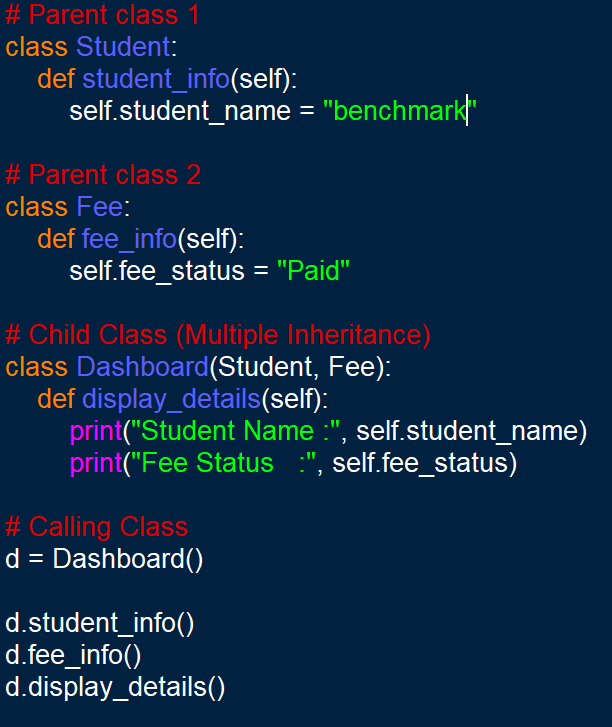 # Parent class 1
class Student:
    def student_info(self):
        self.student_name = "benchmark"

# Parent class 2
class Fee:
    def fee_info(self):
        self.fee_status = "Paid"

# Child Class (Multiple Inheritance)
class Dashboard(Student, Fee):
    def display_details(self):
        print("Student Name :", self.student_name)
        print("Fee Status   :", self.fee_status)

# Calling Class
d = Dashboard()

d.student_info()
d.fee_info()
d.display_details()